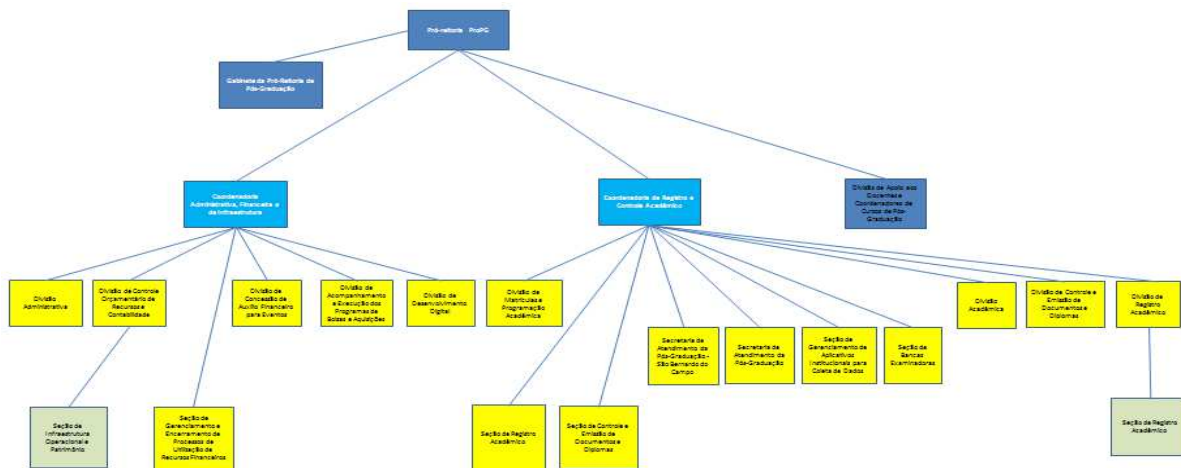 Pró-reitoria ProPG
Gabinete da Pró-Reitoria de
Pós-Graduação
Coordenadoria
Administrativa, Financeira e
de Infraestrutura
Coordenadoria de Registro e
Controle Acadêmico
Divisão de Apoio aos
Discentes e
Coordenadores de
Cursos de Pós-
Graduação
Divisão
Administrativa
Divisão de Controle
Orçamentário de
Recursos e
Contabilidade
Divisão de
Concessão de
Auxílio Financeiro
para Eventos
Divisão de
Acompanhamento
e Execução dos
Programas de
Bolsas e Aquisições
Divisão de
Desenvolvimento
Digital
Divisão de
Matrículas e
Programação
Acadêmica
Divisão
Acadêmica
Divisão de Controle e
Emissão de
Documentos e
Diplomas
Divisão de
Registro
Acadêmico
Secretaria de
Atendimento da
Pós-Graduação -
São Bernardo do
Campo
Secretaria de
Atendimento da
Pós-Graduação
Seção de
Gerenciamento de
Aplicativos
Institucionais para
Coleta de Dados
Seção de
Bancas
Examinadoras
Seção de
Infraestrutura
Operacional e
Patrimônio
Seção de
Gerenciamento e
Encerramento de
Processos de
Utilização de
Recursos Financeiros
Seção de Registro
Acadêmico
Seção de Controle e
Emissão de
Documentos e
Diplomas
Seção de Registro
Acadêmico